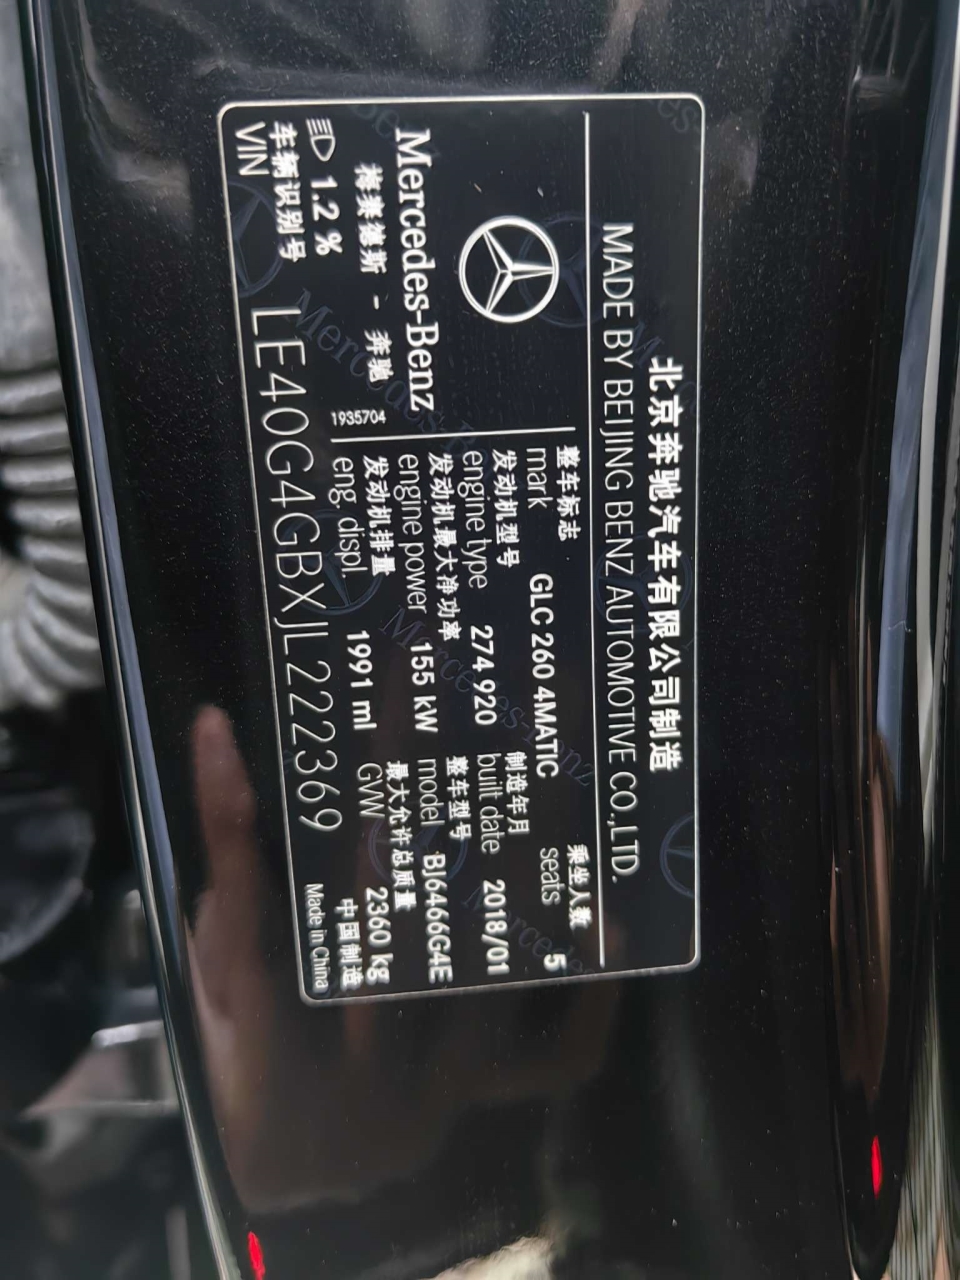 北京奔驰汽车有限公司制造
MADE BY BEIJING BENZ AUTOMOTIVE CO.,LTD.
Mercedes-Benz
梅赛德斯 - 奔驰
1935704
1.2 %
整车标志
mark GLC 260 4MATIC
乘坐人数
seats 5
发动机型号
engine type 274 920
制造年月
built date 2018/01
发动机最大净功率
engine power 155 kW
整车型号
model BJ6466G4E
发动机排量
eng. displ. 1991 ml
最大允许总质量
GVW 2360 kg
车辆识别号
VIN LE40G4GBXJL222369
中国制造
Made in China